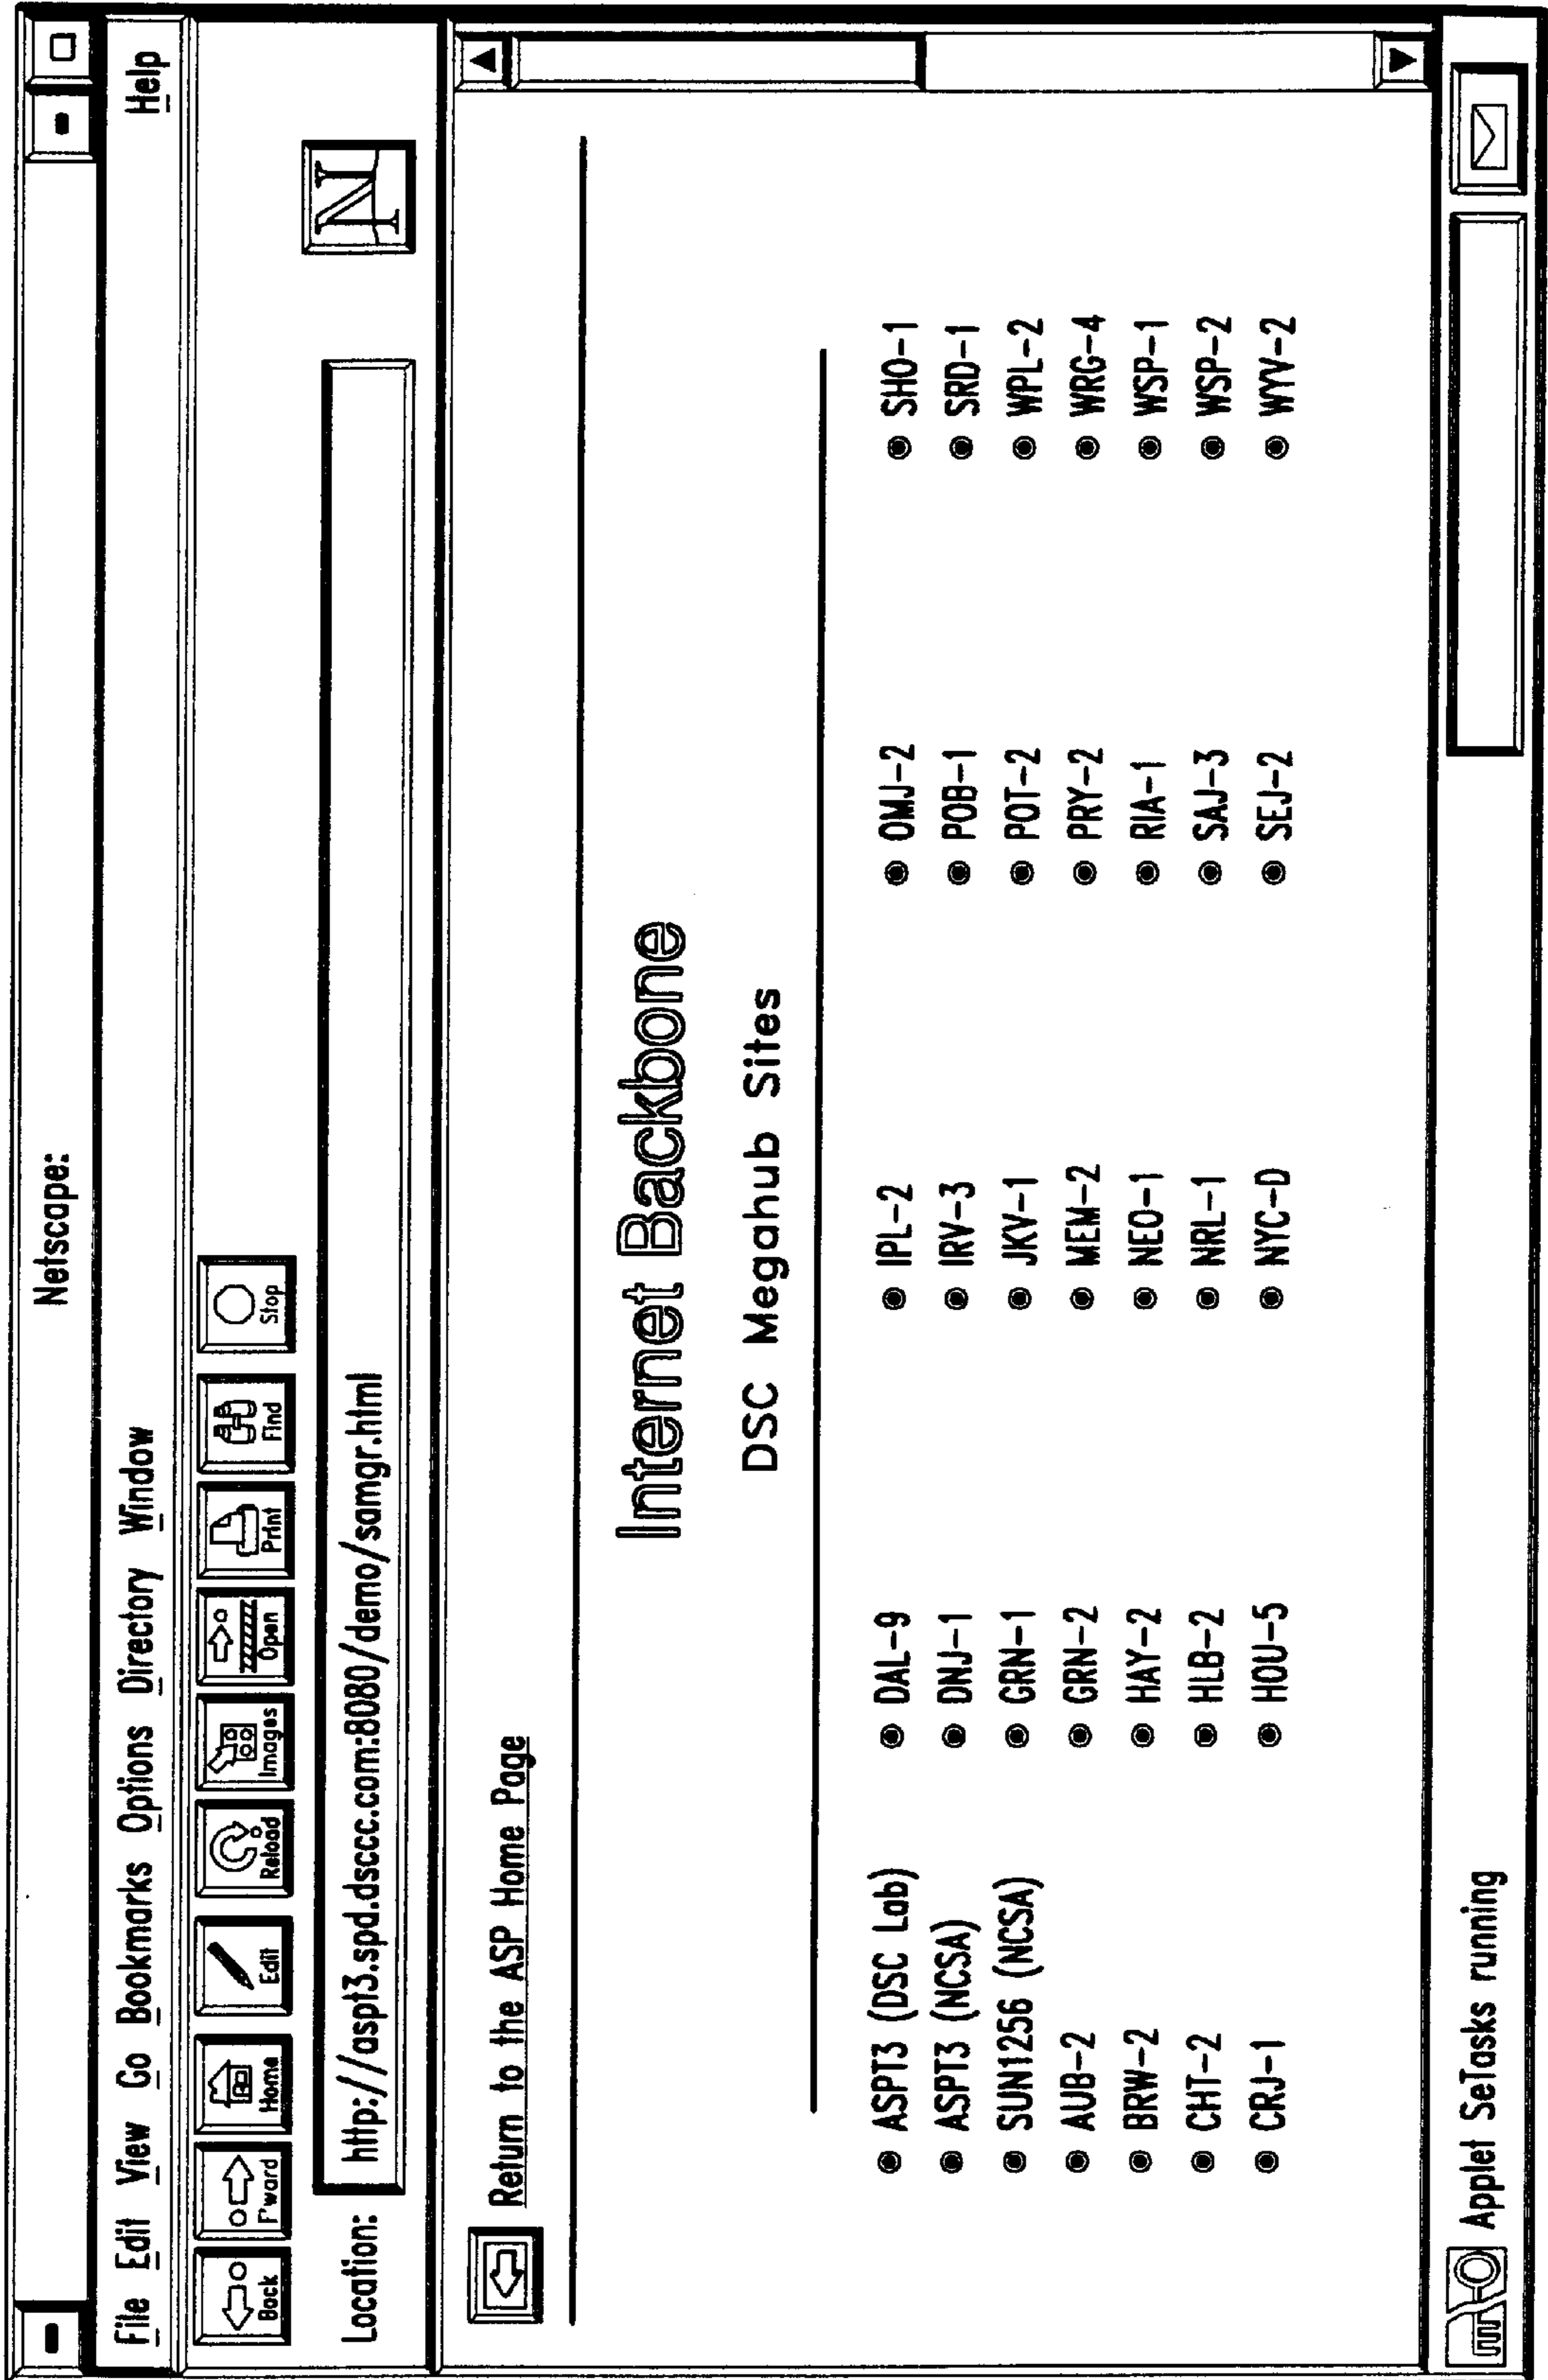 Netscape:
File Edit View Go Bookmarks Options Directory Window Help
Back F'ward Home Edit Reload Images Open Print Find Stop
N
Location: http://aspt3.spd.dsccc.com:8080/demo/samgr.html
Return to the ASP Home Page
Internet Backbone
DSC Megahub Sites
ASPT3 (DSC Lab) DAL-9 IPL-2 OMJ-2 SHO-1
ASPT3 (NCSA) DNJ-1 IRV-3 POB-1 SRD-1
SUN1256 (NCSA) GRN-1 JKV-1 POT-2 WPL-2
AUB-2 GRN-2 MEM-2 PRY-2 WRG-4
BRW-2 HAY-2 NEO-1 RIA-1 WSP-1
CHT-2 HLB-2 NRL-1 SAJ-3 WSP-2
CRJ-1 HOU-5 NYC-D SEJ-2 WYV-2
Applet SeTasks running